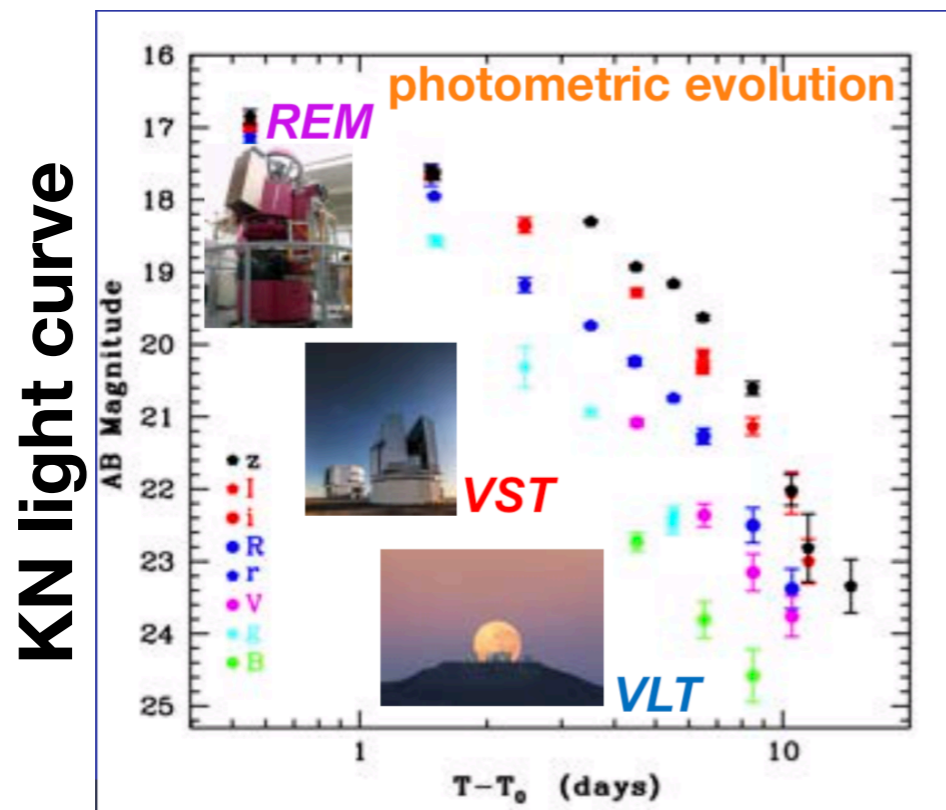 KN light curve
photometric evolution
REM
VST
VLT
AB Magnitude
16
17
18
19
20
21
22
23
24
25
z
I
i
R
r
V
g
B
1
10
T-T₀ (days)